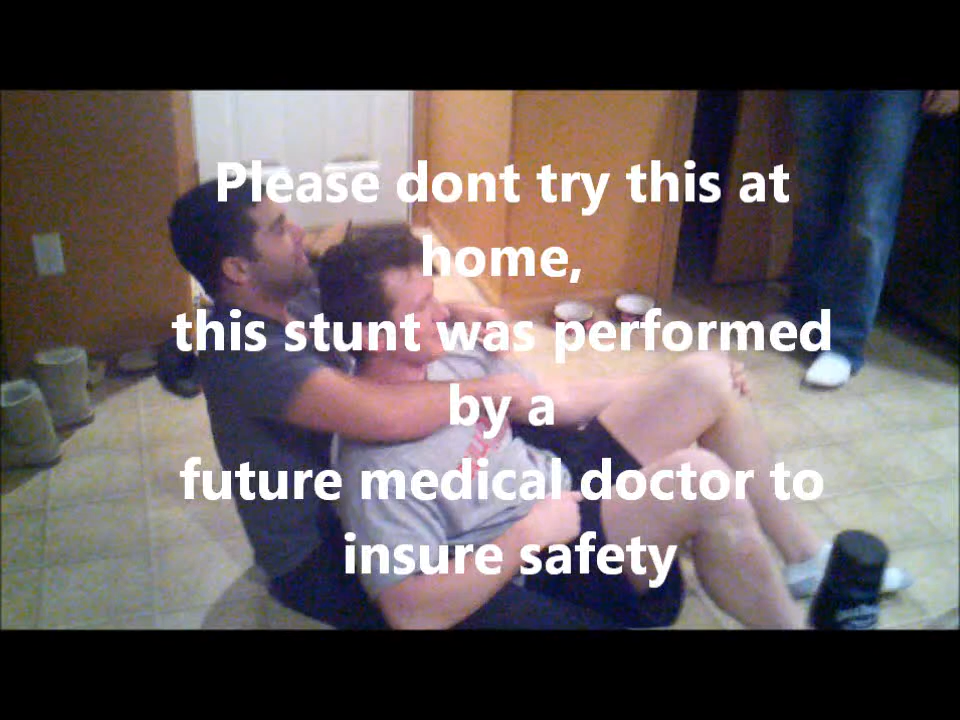 Please dont try this at
home,
this stunt was performed
by a
future medical doctor to
insure safety